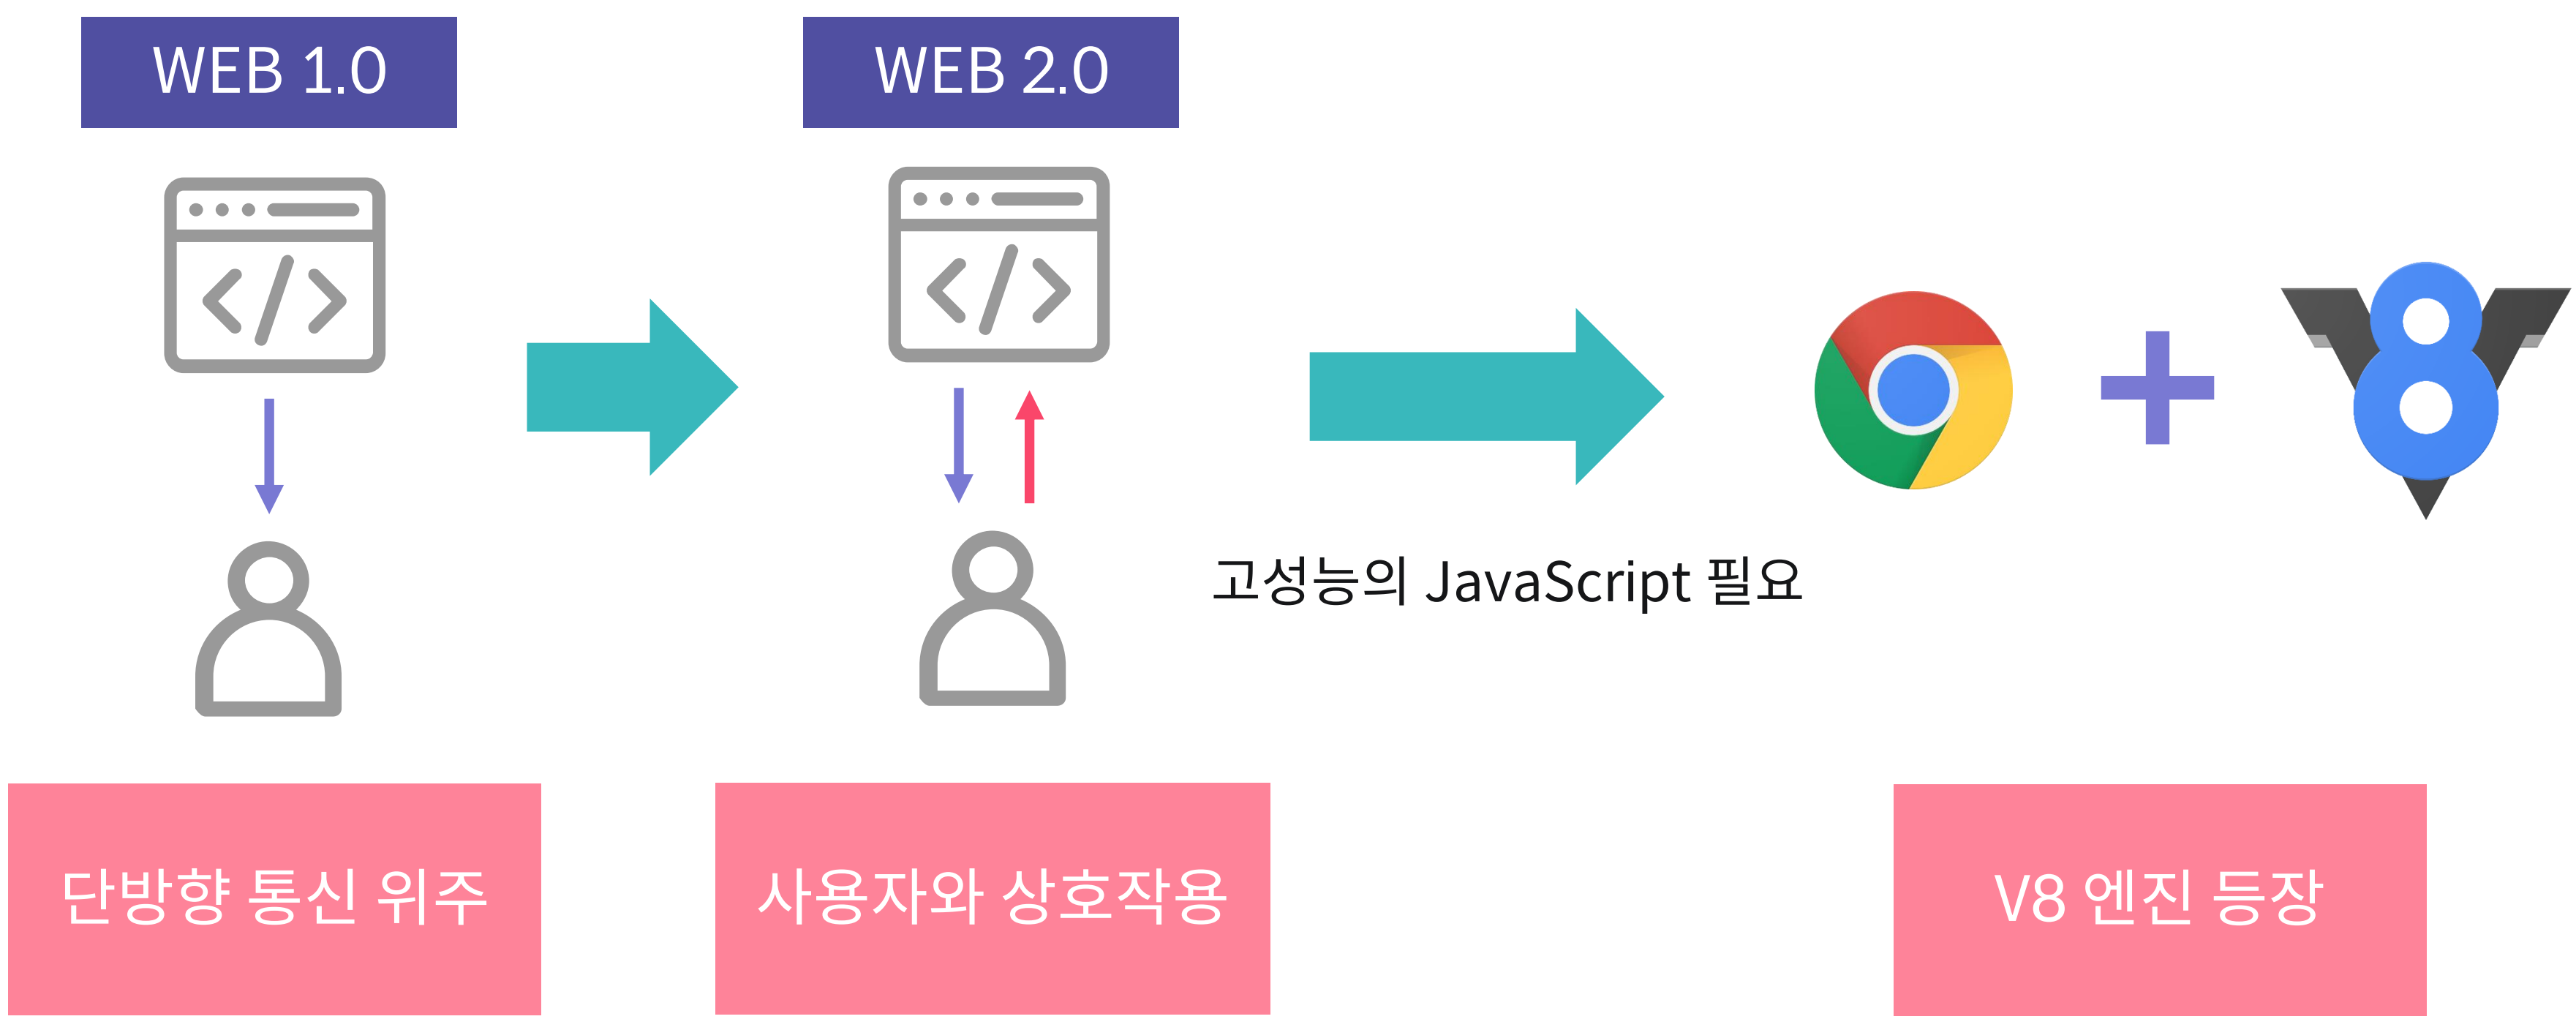 WEB 1.0
WEB 2.0
V8
고성능의 JavaScript 필요
단방향 통신 위주
사용자와 상호작용
V8 엔진 등장